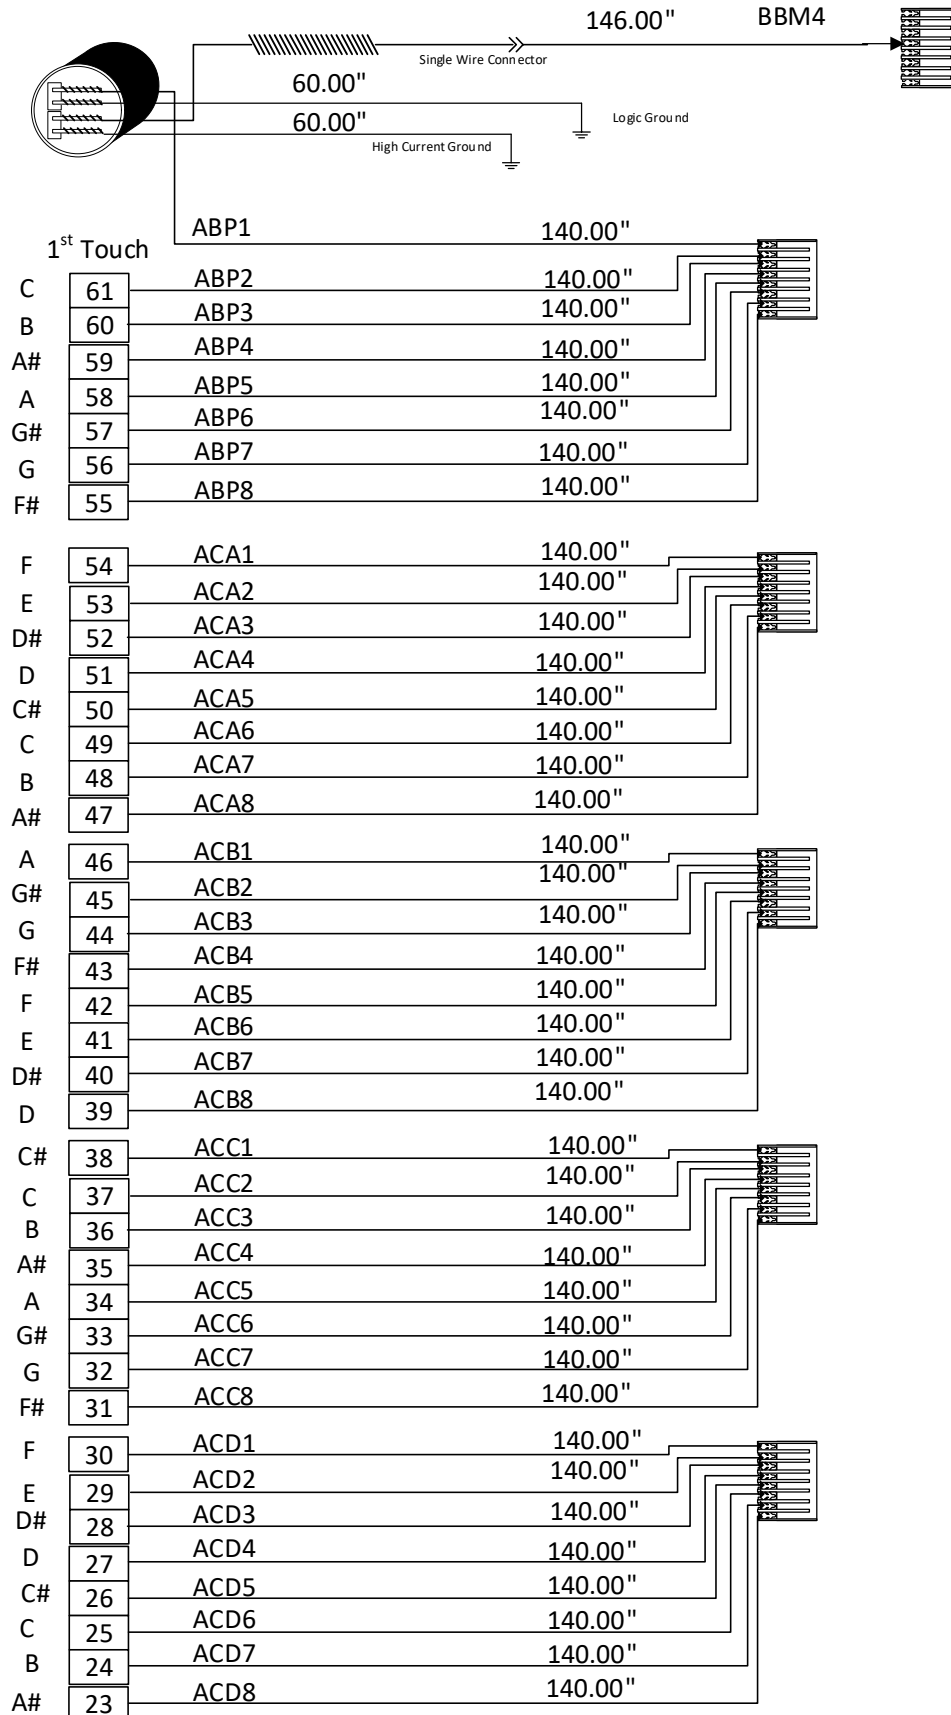 146.00" BBM4
Single Wire Connector
60.00"
Logic Ground
60.00"
High Current Ground
ABP1 140.00"
1st Touch
C 61 ABP2 140.00"
B 60 ABP3 140.00"
A# 59 ABP4 140.00"
A 58 ABP5 140.00"
G# 57 ABP6 140.00"
G 56 ABP7 140.00"
F# 55 ABP8 140.00"
F 54 ACA1 140.00"
E 53 ACA2 140.00"
D# 52 ACA3 140.00"
D 51 ACA4 140.00"
C# 50 ACA5 140.00"
C 49 ACA6 140.00"
B 48 ACA7 140.00"
A# 47 ACA8 140.00"
A 46 ACB1 140.00"
G# 45 ACB2 140.00"
G 44 ACB3 140.00"
F# 43 ACB4 140.00"
F 42 ACB5 140.00"
E 41 ACB6 140.00"
D# 40 ACB7 140.00"
D 39 ACB8 140.00"
C# 38 ACC1 140.00"
C 37 ACC2 140.00"
B 36 ACC3 140.00"
A# 35 ACC4 140.00"
A 34 ACC5 140.00"
G# 33 ACC6 140.00"
G 32 ACC7 140.00"
F# 31 ACC8 140.00"
F 30 ACD1 140.00"
E 29 ACD2 140.00"
D# 28 ACD3 140.00"
D 27 ACD4 140.00"
C# 26 ACD5 140.00"
C 25 ACD6 140.00"
B 24 ACD7 140.00"
A# 23 ACD8 140.00"